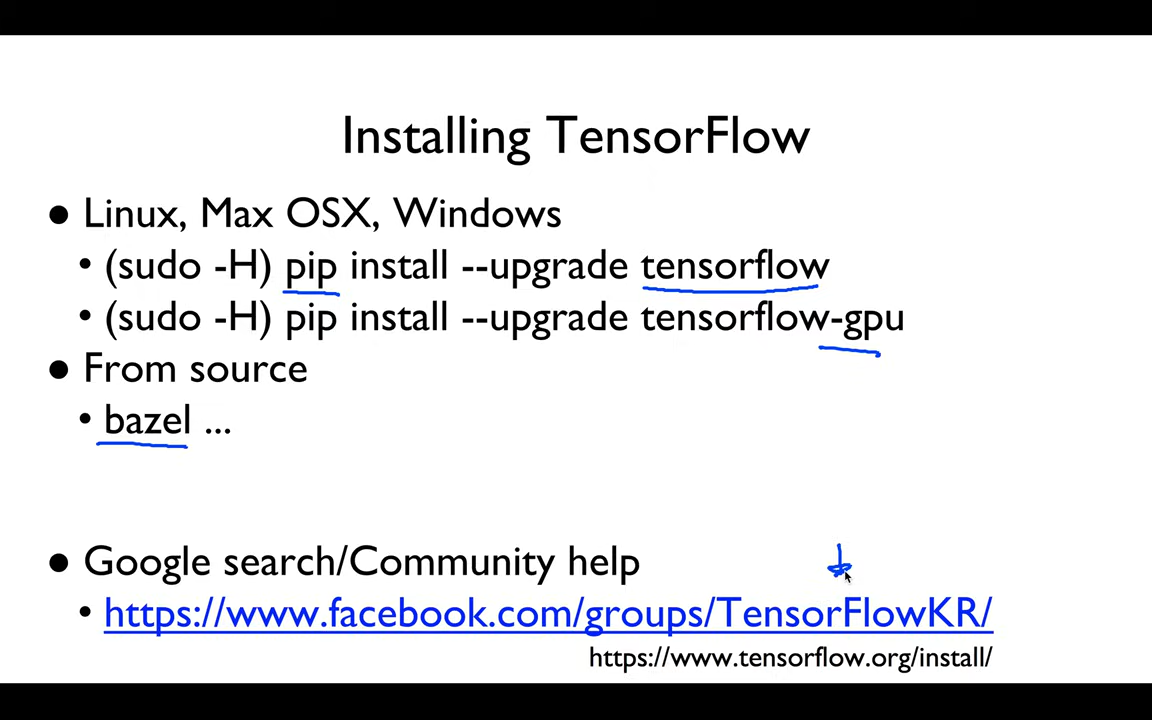 Installing TensorFlow
● Linux, Max OSX, Windows
• (sudo -H) pip install --upgrade tensorflow
• (sudo -H) pip install --upgrade tensorflow-gpu
● From source
• bazel ...
● Google search/Community help
• https://www.facebook.com/groups/TensorFlowKR/
https://www.tensorflow.org/install/